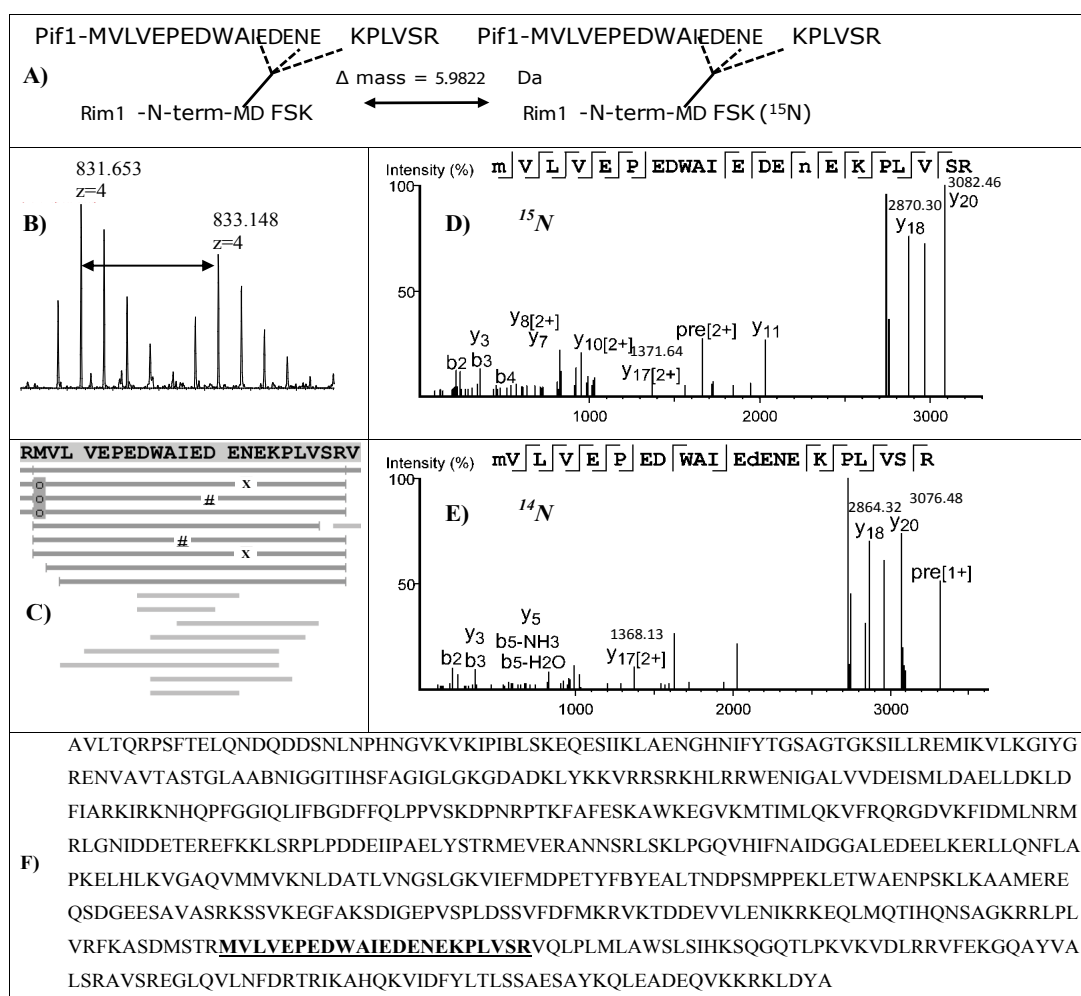 Pif1-MVLVEPEDWAIEDENE KPLVSR Pif1-MVLVEPEDWAIEDENE KPLVSR
A)
Δ mass = 5.9822 Da
Rim1 -N-term-MD FSK Rim1 -N-term-MD FSK (15N)
B)
831.653
z=4
833.148
z=4
D)
Intensity (%)
m V L V E P EDWAI E DE n E K P L V SR
100
50
15N
3082.46
y20
2870.30
y18
y8[2+]
y3 y7 y10[2+]
1371.64
pre[2+] y11
b2 b3 b4 y17[2+]
1000 2000 3000
C)
RMVL VEPEDWAIED ENEKPLVSRV
o x
o #
o
#
x
E)
Intensity (%)
mV L V E P ED WAI EdENE K PL VS R
100
50
14N
3076.48
2864.32
y18 y20
pre[1+]
y5
y3 b5-NH3 1368.13
b2 b3 b5-H2O y17[2+]
1000 2000 3000
F)
AVLTQRPSFTELQNDQDDSNLNPHNGVKVKIPIBLSKEQESIIKLAENGHNIFYTGSAGTGKSILLREMIKVLKGIYG
RENVAVTASTGLAABNIGGITIHSFAGIGLGKGDADKLYKKVRRSRKHLRRWENIGALVVDEISMLDAELLDKLD
FIARKIRKNHQPFGGIQLIFBGDFFQLPPVSKDPNRPTKFAFESKAWKEGVKMTIMLQKVFRQRGDVKFIDMLNRM
RLGNIDDETEREFKKLSRPLPDDEIIPAELYSTRMEVERANNSRLSKLPGQVHIFNAIDGGALEDEELKERLLQNFLA
PKELHLKVGAQVMMVKNLDATLVNGSLGKVIEFMDPETYFBYEALTNDPSMPPEKLETWAENPSKLKAAMERE
QSDGEESAVASRKSSVKEGFAKSDIGEPVSPLDSSVFDFMKRVKTDDEVVLENIKRKEQLMQTIHQNSAGKRRLPL
VRFKASDMSTRMVLVEPEDWAIEDENEKPLVSRVQLPLMLAWSLSIHKSQGQTLPKVKVDLRRVFEKGQAYVA
LSRAVSREGLQVLNFDRTRIKAHQKVIDFYLTLSSAESAYKQLEADEQVKKRKLDYA